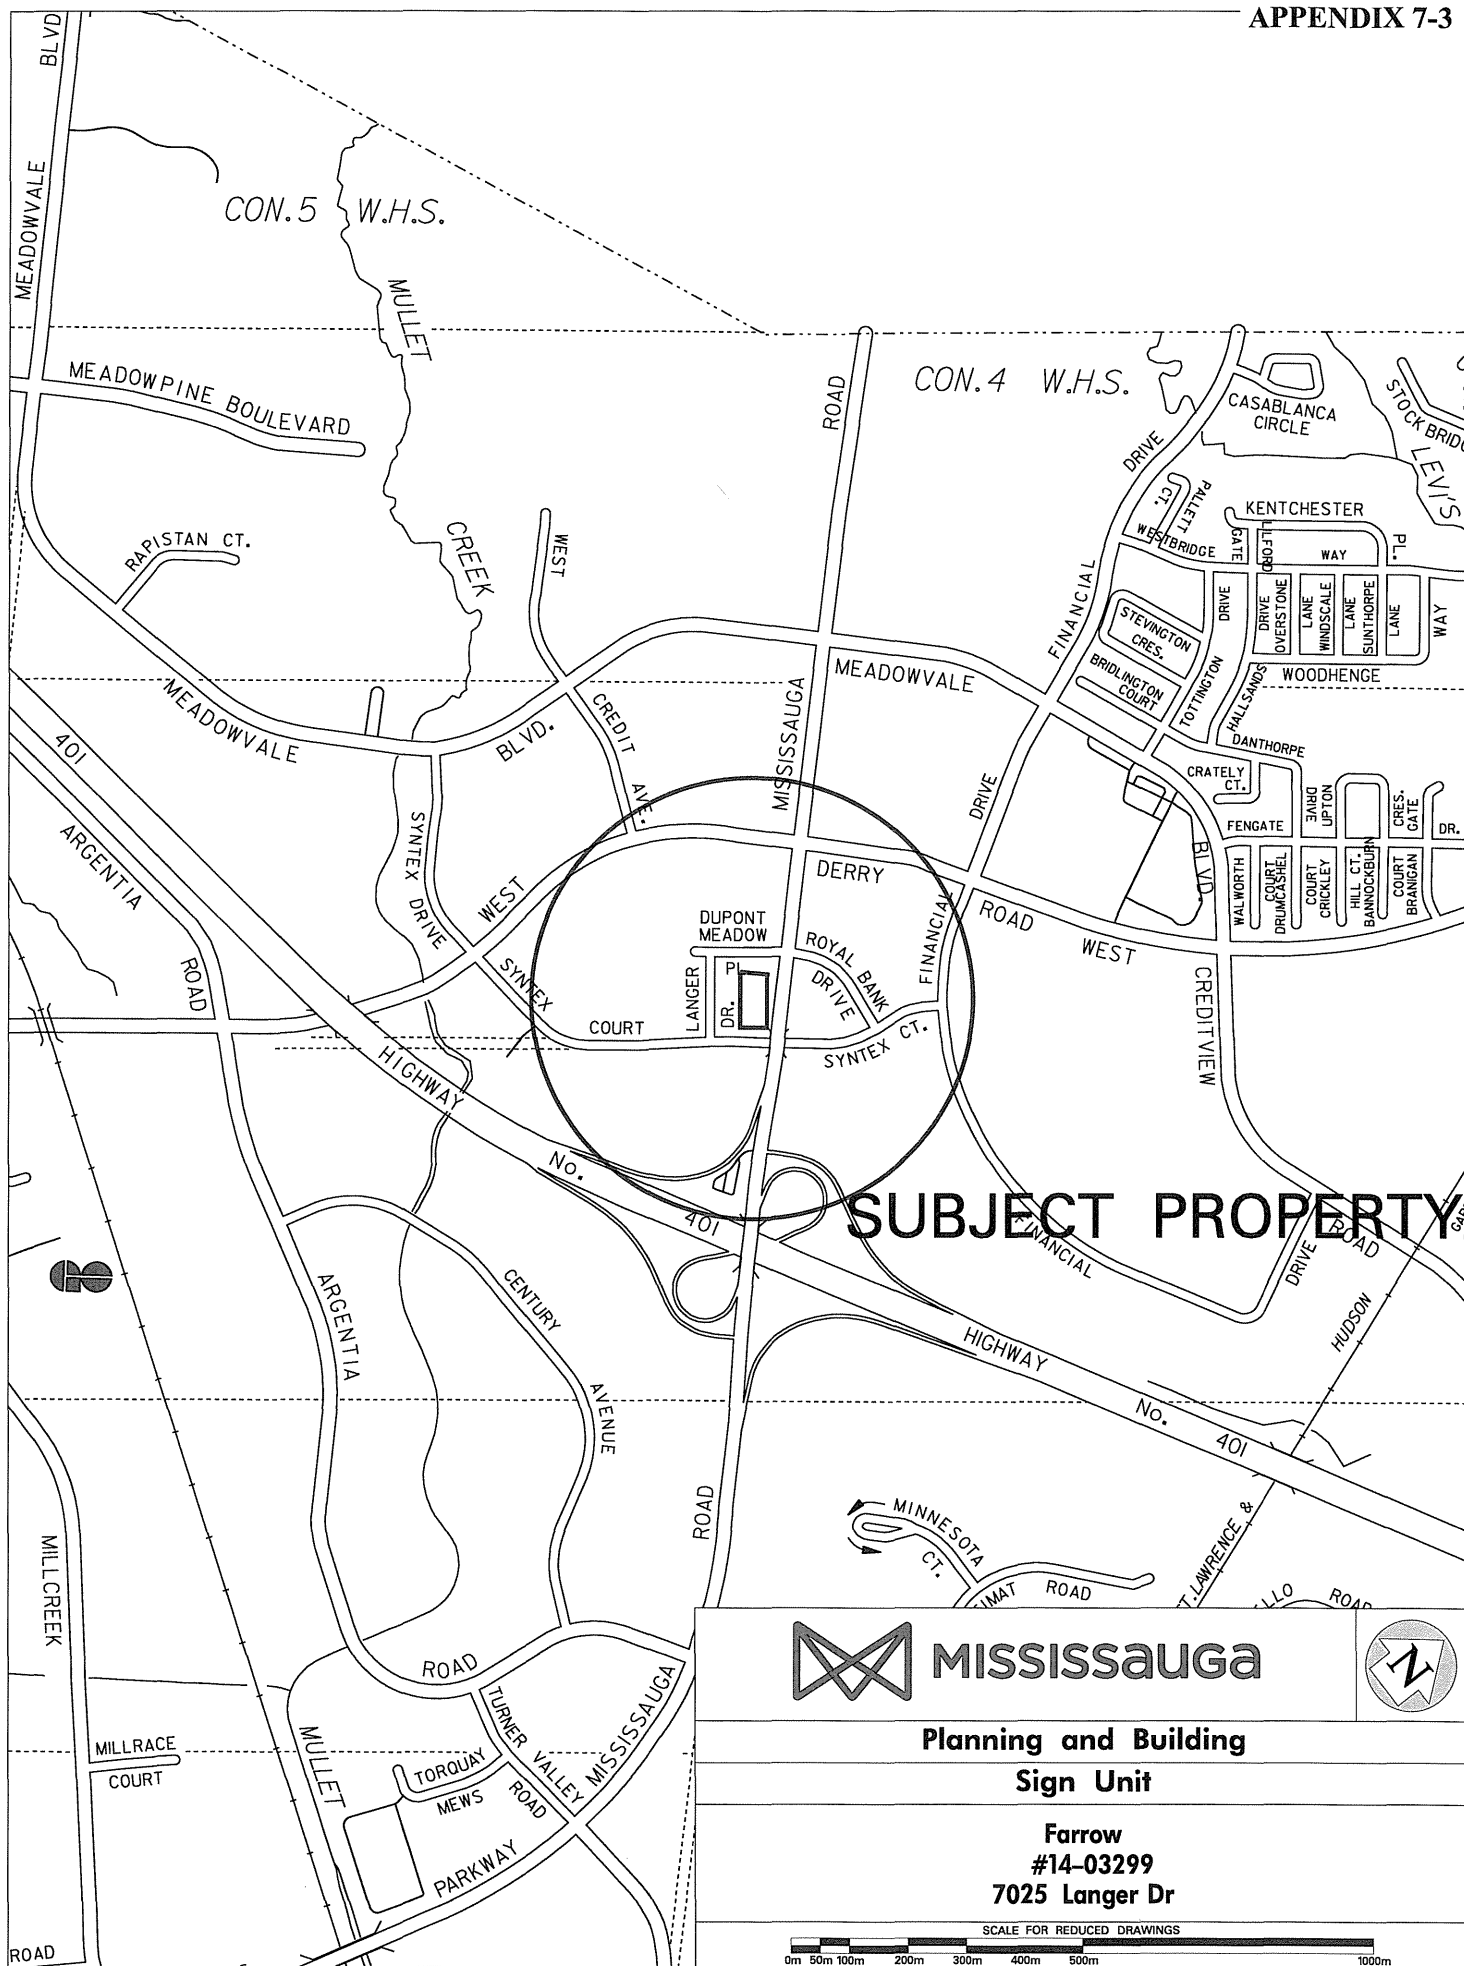 APPENDIX 7-3
BLVD
MEADOWVALE
CON. 5 W.H.S.
MULLET
CREEK
MEADOWPINE BOULEVARD
ROAD
CON. 4 W.H.S.
CASABLANCA
CIRCLE
LEVI'S
DRIVE
PALLETT
CT.
KENTCHESTER
PL.
WESTBRIDGE
GATE
WAY
RAPISTAN CT.
WEST
FINANCIAL
STEVINGTON
CRES.
DRIVE
DRIVE
OVERSTONE
LANE
WINDSCALE
LANE
SUNTHORPE
LANE
WAY
BRIDLINGTON
COURT
TOTTINGTON
HALLSANDS
WOODHENGE
MEADOWVALE
MEADOWVALE
BLVD.
CREDIT
AVE.
MISSISSAUGA
DANTHORPE
CRATELY
CT.
DRIVE
UPTON
CRES.
GATE
FENGATE
DR.
401
ARGENTIA
ROAD
SYNTEX DRIVE
WEST
DRIVE
BLVD.
WALWORTH
COURT
DRUMCASHEL
COURT
CRICKLEY
HILL CT.
BANNOCKBURN
COURT
BRANIGAN
DERRY
ROAD
WEST
DUPONT
MEADOW
PL.
ROYAL BANK
DRIVE
FINANCIAL
SYNTEX
COURT
LANGER
DR.
SYNTEX CT.
CREDITVIEW
HIGHWAY
No.
401
SUBJECT PROPERTY
FINANCIAL
DRIVE
ROAD
HUDSON
ARGENTIA
CENTURY
AVENUE
HIGHWAY
No.
401
ROAD
MINNESOTA
CT.
ROAD
LAWRENCE &
MILLCREEK
ROAD
TURNER VALLEY
ROAD
MISSISSAUGA
MULLET
MILLRACE
COURT
TORQUAY
MEWS
PARKWAY
ROAD
MISSISSAUGA
N
Planning and Building
Sign Unit
Farrow
#14-03299
7025 Langer Dr
SCALE FOR REDUCED DRAWINGS
0m 50m 100m 200m 300m 400m 500m 1000m